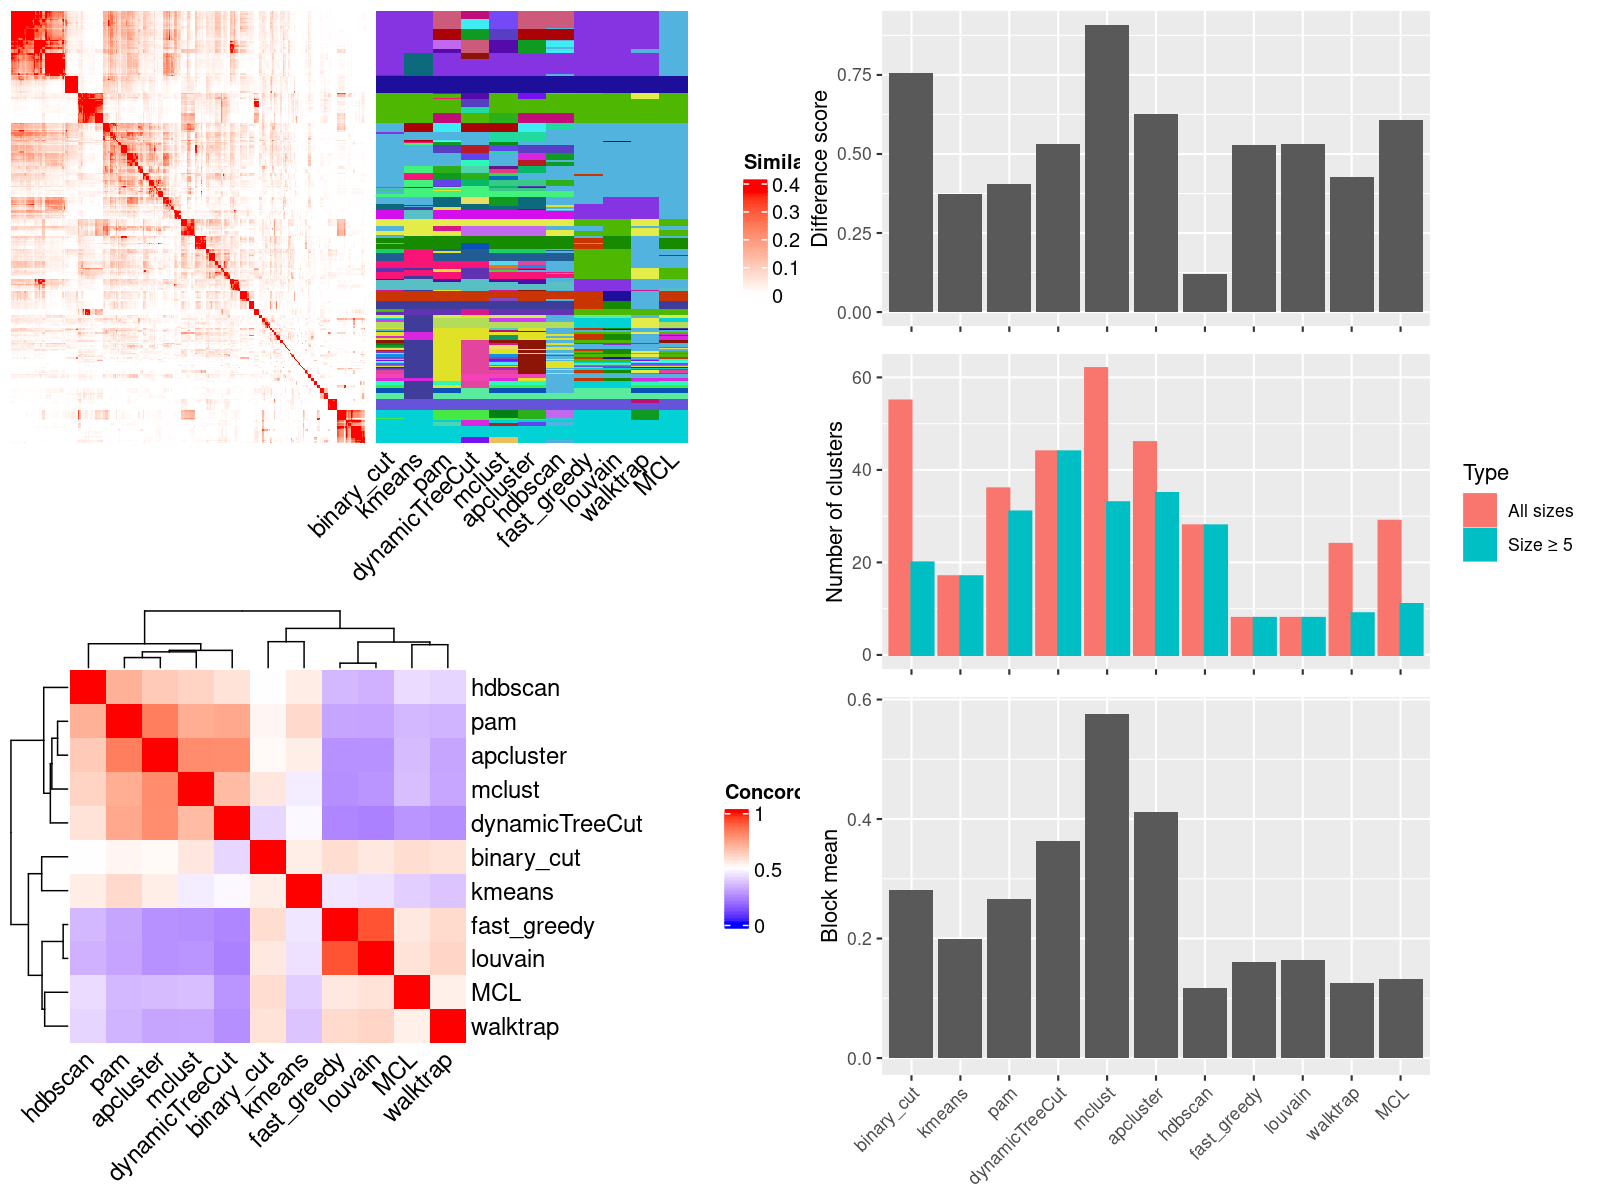 Simila
0.4
0.3
0.2
0.1
0
binary_cut
kmeans
pam
dynamicTreeCut
mclust
apcluster
hdbscan
fast_greedy
louvain
walktrap
MCL
hdbscan
pam
apcluster
mclust
dynamicTreeCut
binary_cut
kmeans
fast_greedy
louvain
MCL
walktrap
hdbscan
pam
apcluster
mclust
dynamicTreeCut
binary_cut
kmeans
fast_greedy
louvain
MCL
walktrap
Concord
1
0.5
0
Difference score
0.75
0.50
0.25
0.00
Number of clusters
60
40
20
0
Type
All sizes
Size ≥ 5
Block mean
0.6
0.4
0.2
0.0
binary_cut
kmeans
pam
dynamicTreeCut
mclust
apcluster
hdbscan
fast_greedy
louvain
walktrap
MCL